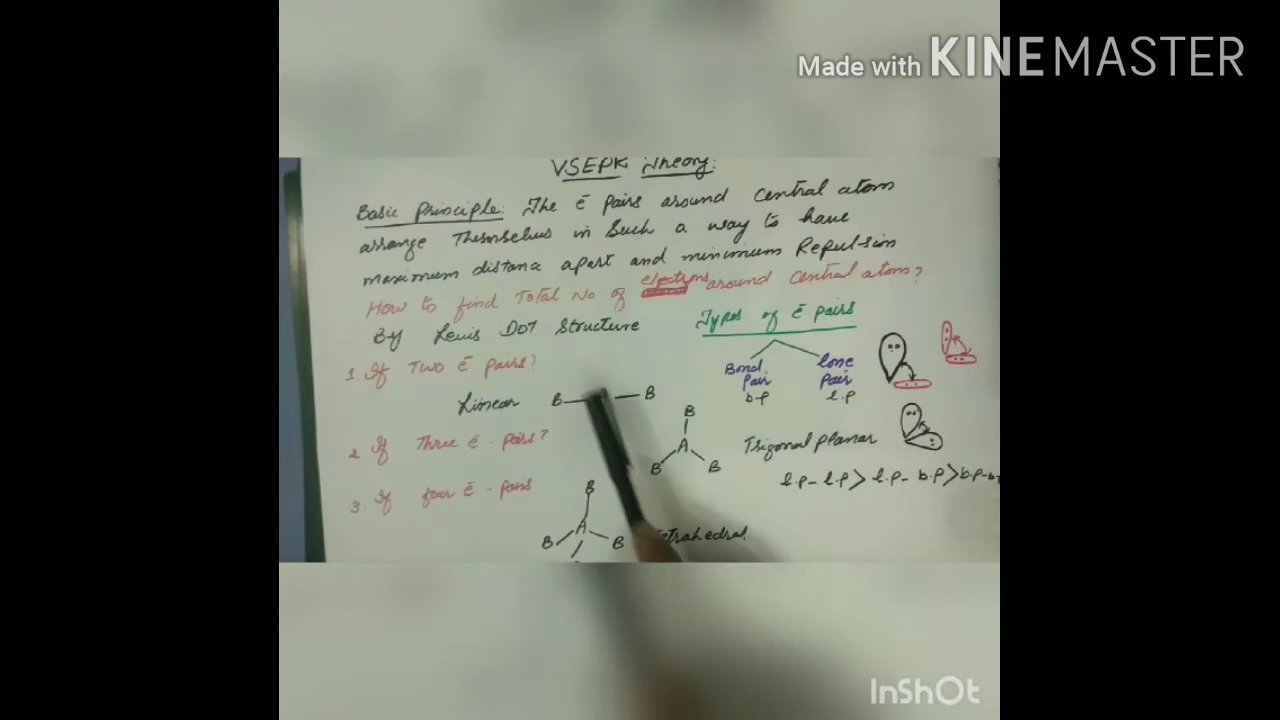 Made with KINEMASTER
VSEPR Theory:
Basic Principle: The ē pairs around central atom
arrange Themselves in Such a way to have
maximum distance apart and minimum Repulsion
How to find Total No of electrons around central atom?
By Lewis DOT Structure
Types of ē pairs
1. If Two ē pairs?
Bond pair b.p
lone pair l.p
Linear B B
2. If Three ē - pairs?
B
A
B B
Trigonal planar
l.p - l.p > l.p - b.p > b.p - b.p
3. If four ē - pairs
B
A
B B
Tetrahedral
InShOt